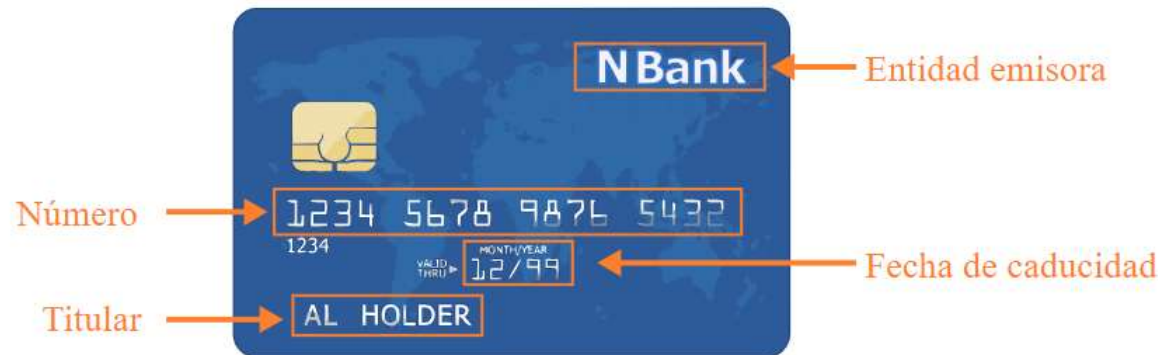 NBank
Entidad emisora
Número
1234 5678 9876 5432
1234
MONTH/YEAR
VALID
THRU
12/99
Fecha de caducidad
Titular
AL HOLDER